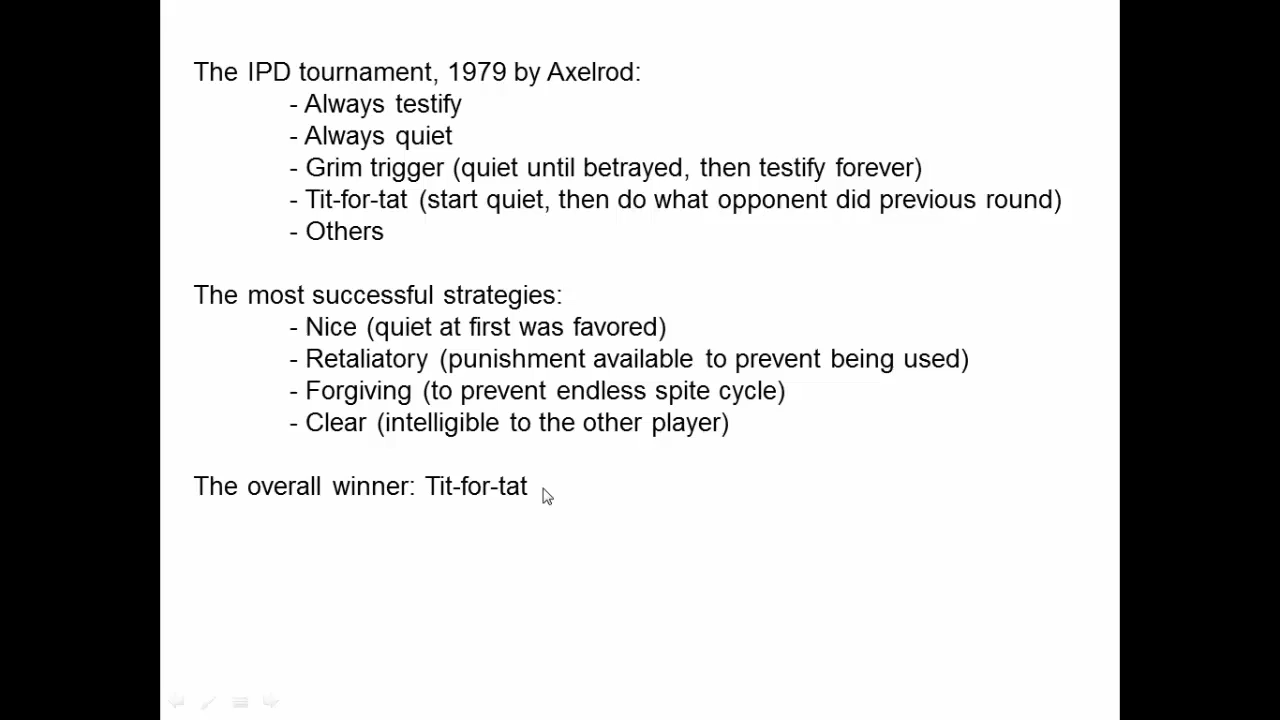 The IPD tournament, 1979 by Axelrod:
- Always testify
- Always quiet
- Grim trigger (quiet until betrayed, then testify forever)
- Tit-for-tat (start quiet, then do what opponent did previous round)
- Others
The most successful strategies:
- Nice (quiet at first was favored)
- Retaliatory (punishment available to prevent being used)
- Forgiving (to prevent endless spite cycle)
- Clear (intelligible to the other player)
The overall winner: Tit-for-tat